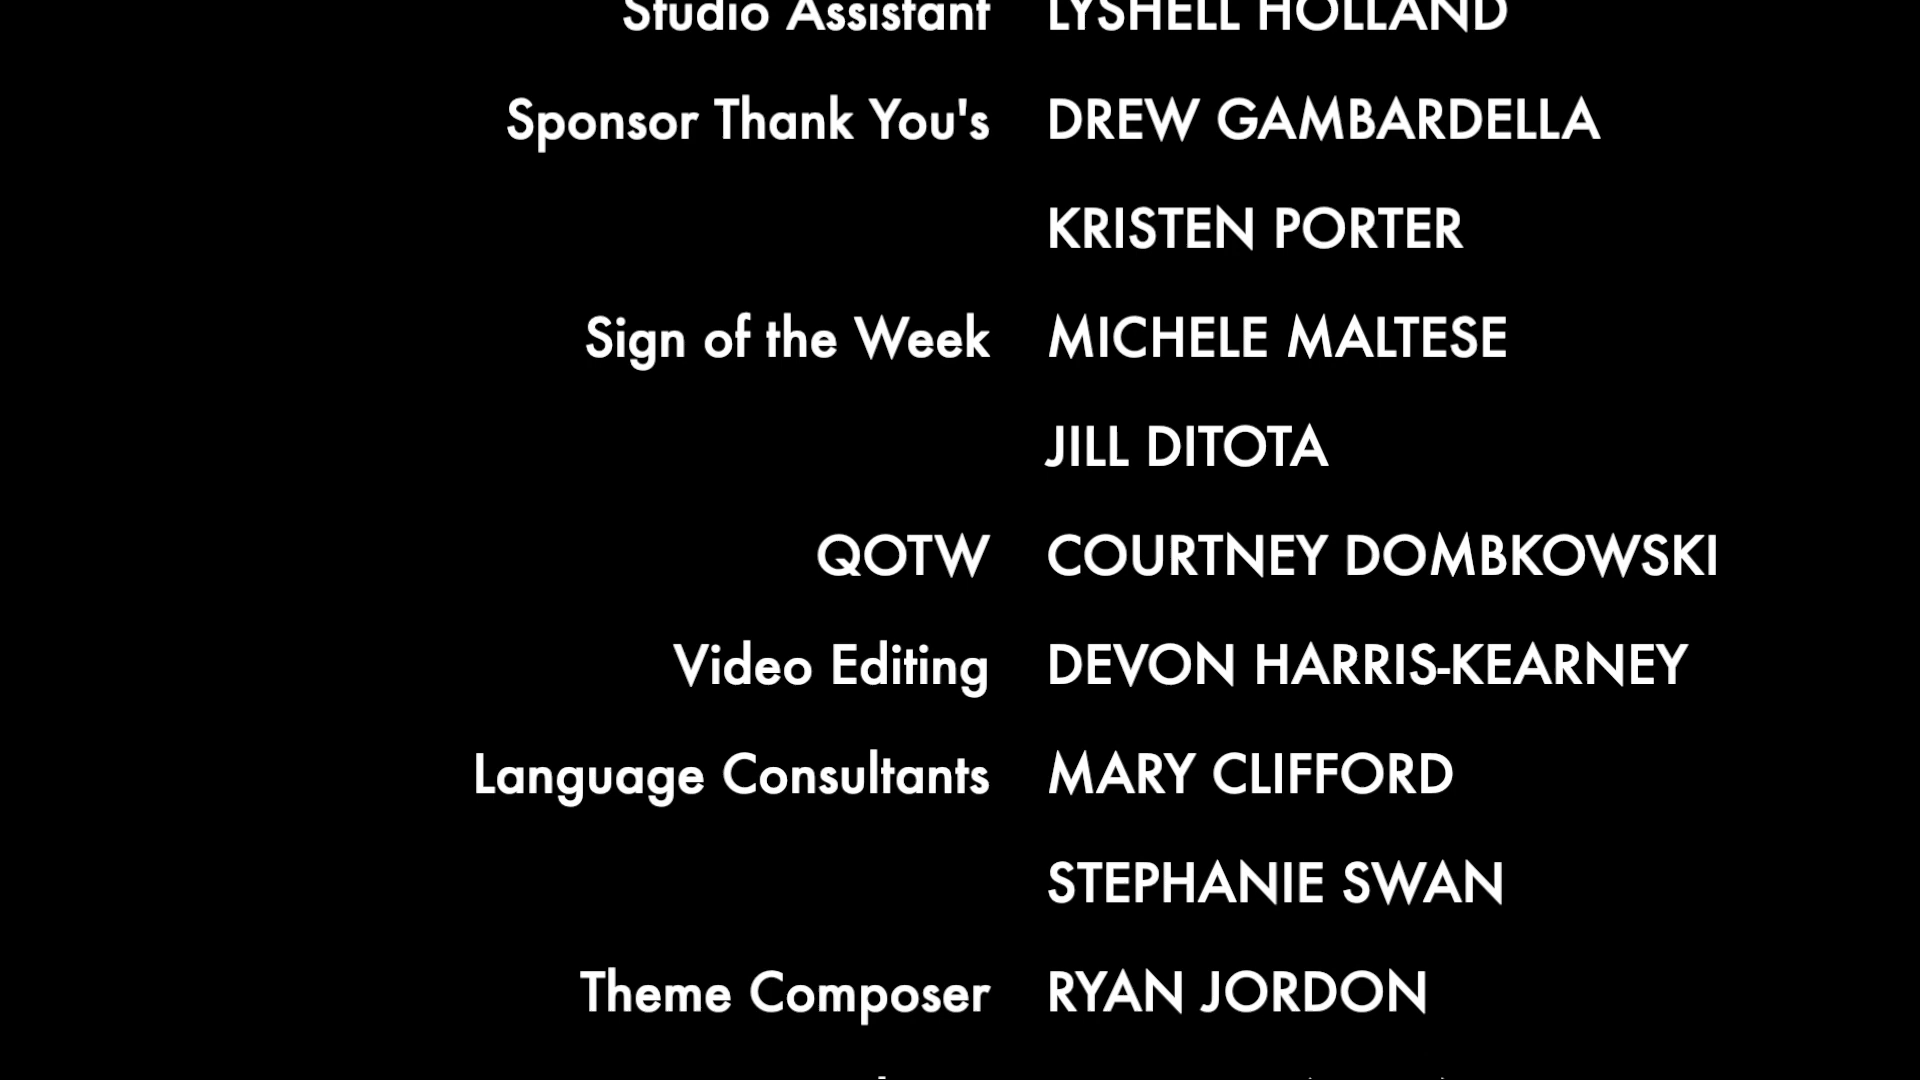 Studio Assistant LYSHELL HOLLAND
Sponsor Thank You's DREW GAMBARDELLA
KRISTEN PORTER
Sign of the Week MICHELE MALTESE
JILL DITOTA
QOTW COURTNEY DOMBKOWSKI
Video Editing DEVON HARRIS-KEARNEY
Language Consultants MARY CLIFFORD
STEPHANIE SWAN
Theme Composer RYAN JORDON